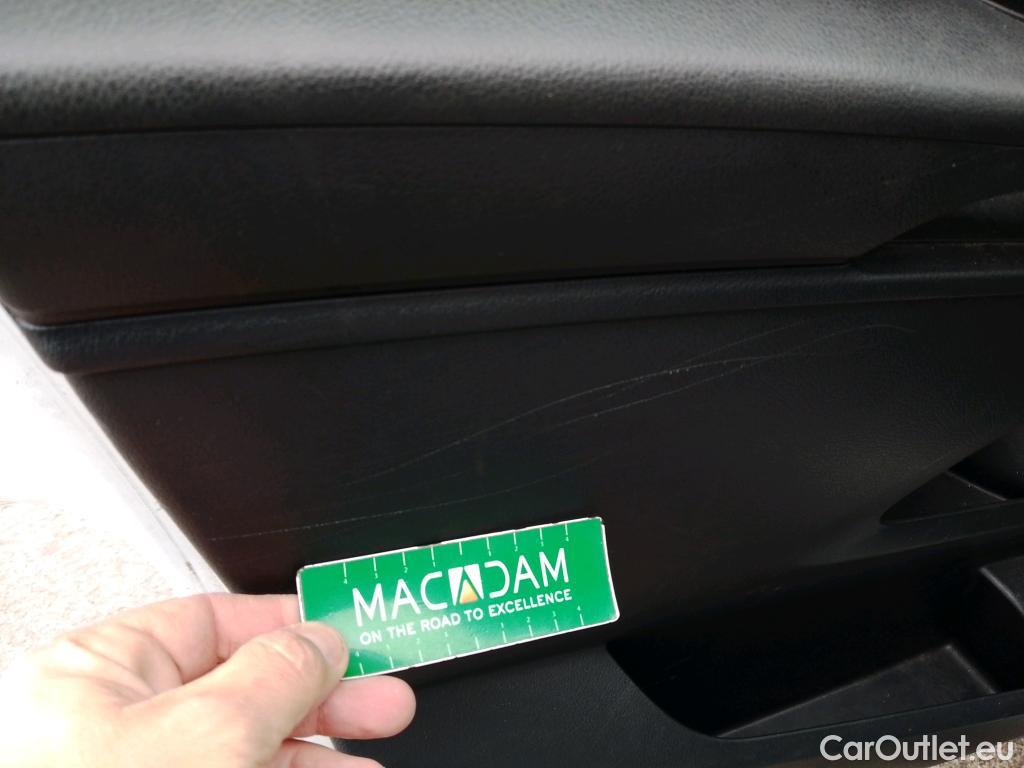 MACADAM
ON THE ROAD TO EXCELLENCE
CarOutlet.eu